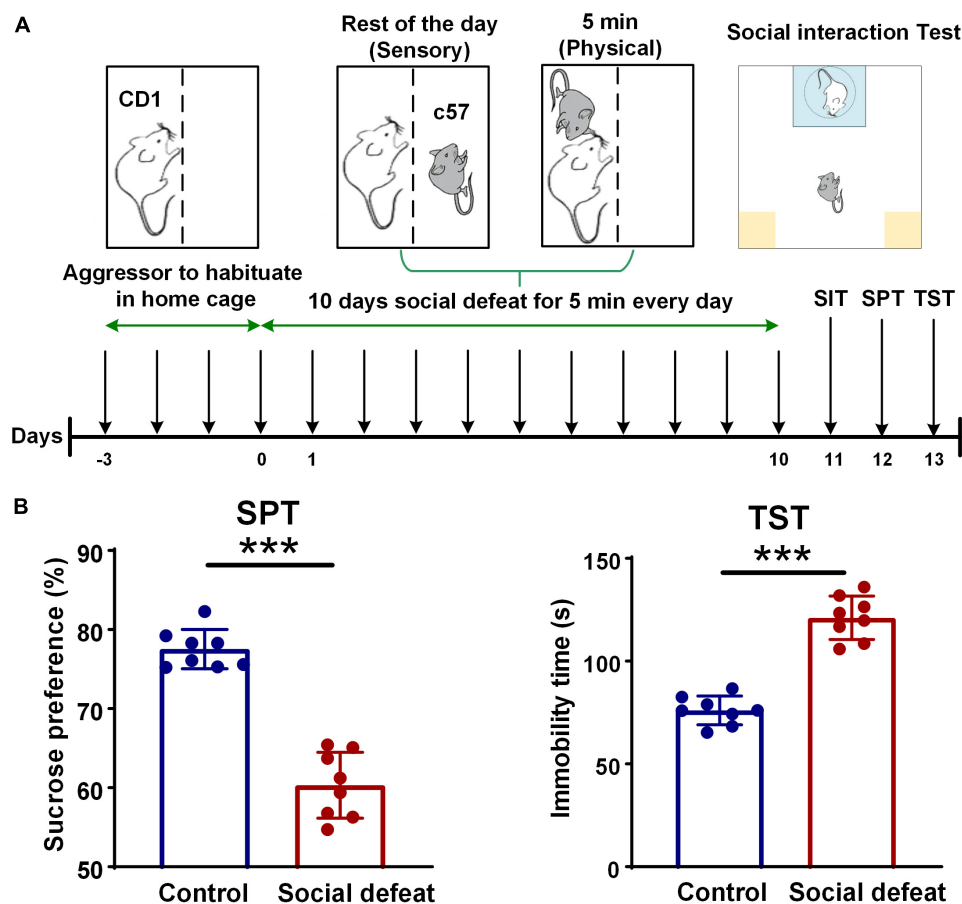 A
Rest of the day
(Sensory)
5 min
(Physical)
Social interaction Test
CD1
c57
Aggressor to habituate
in home cage
10 days social defeat for 5 min every day
SIT SPT TST
Days
-3 0 1 10 11 12 13
B
SPT
***
Sucrose preference (%)
90
80
70
60
50
Control Social defeat
TST
***
Immobility time (s)
150
100
50
0
Control Social defeat